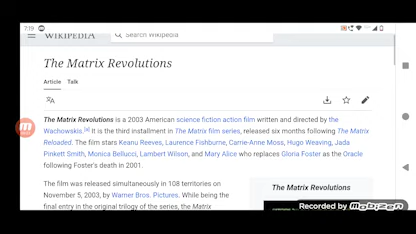 7:19
WIKIPEDIA Search Wikipedia
The Matrix Revolutions
Article Talk
The Matrix Revolutions is a 2003 American science fiction action film written and directed by the
Wachowskis.[a] It is the third installment in The Matrix film series, released six months following The Matrix
Reloaded. The film stars Keanu Reeves, Laurence Fishburne, Carrie-Anne Moss, Hugo Weaving, Jada
Pinkett Smith, Monica Bellucci, Lambert Wilson, and Mary Alice who replaces Gloria Foster as the Oracle
following Foster's death in 2001.
The film was released simultaneously in 108 territories on
November 5, 2003, by Warner Bros. Pictures. While being the
final entry in the original trilogy of the series, the Matrix
The Matrix Revolutions
Recorded by Mobizen